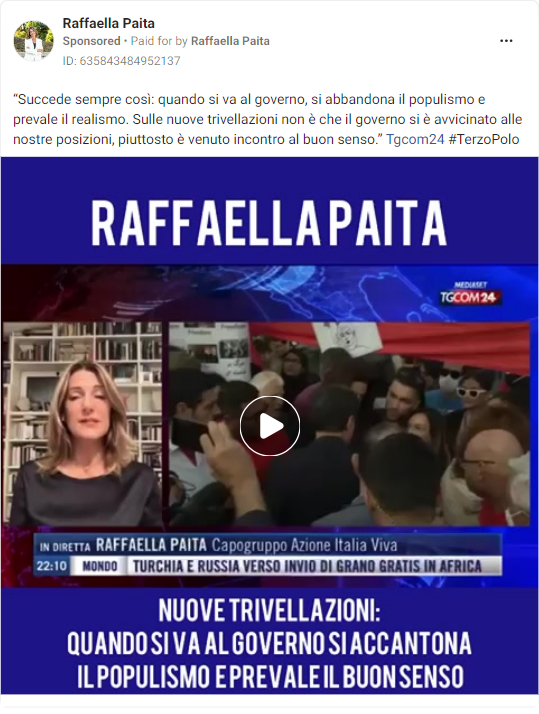 Raffaella Paita
Sponsored • Paid for by Raffaella Paita
ID: 635843484952137
“Succede sempre così: quando si va al governo, si abbandona il populismo e
prevale il realismo. Sulle nuove trivellazioni non è che il governo si è avvicinato alle
nostre posizioni, piuttosto è venuto incontro al buon senso.” Tgcom24 #TerzoPolo
RAFFAELLA PAITA
MEDIASET
TGCOM24
IN DIRETTA RAFFAELLA PAITA Capogruppo Azione Italia Viva
22:10 MONDO TURCHIA E RUSSIA VERSO INVIO DI GRANO GRATIS IN AFRICA
NUOVE TRIVELLAZIONI:
QUANDO SI VA AL GOVERNO SI ACCANTONA
IL POPULISMO E PREVALE IL BUON SENSO